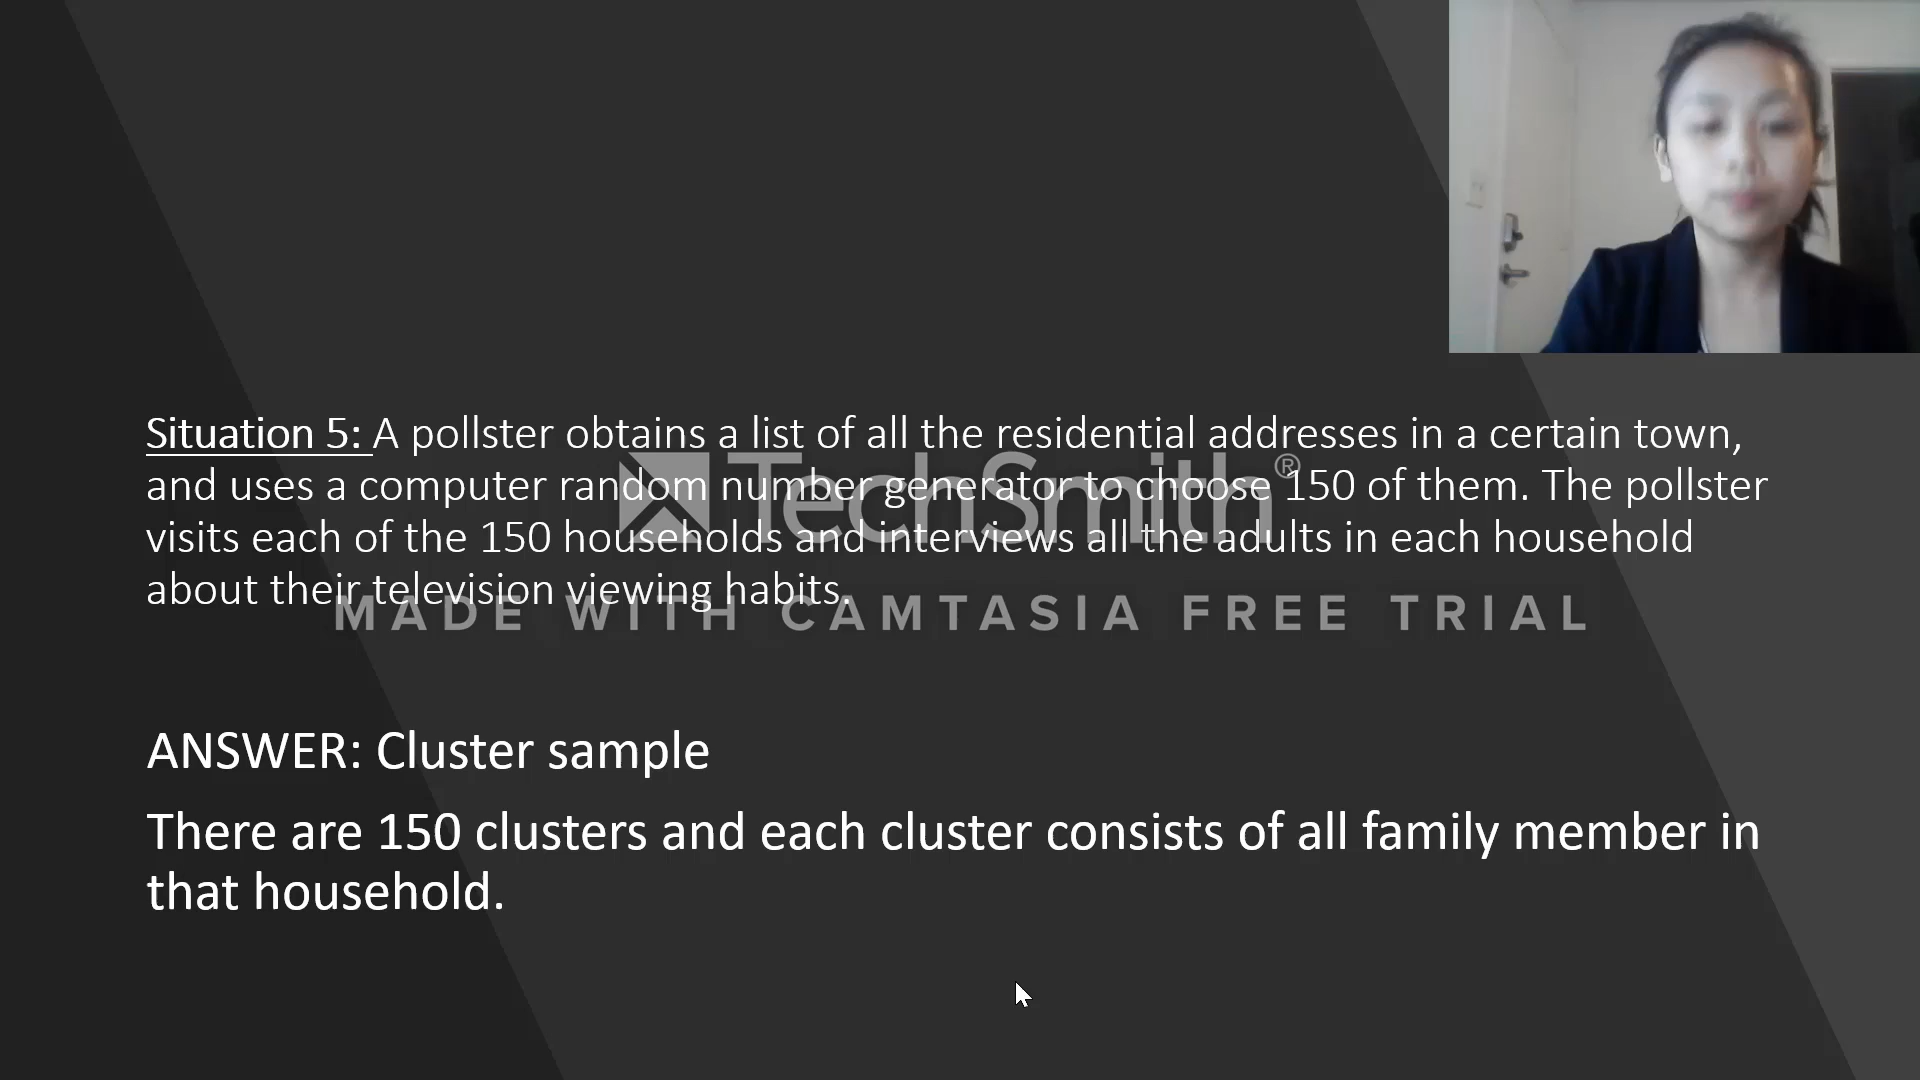 Situation 5: A pollster obtains a list of all the residential addresses in a certain town,
and uses a computer random number generator to choose 150 of them. The pollster
visits each of the 150 households and interviews all the adults in each household
about their television viewing habits.
TechSmith®
MADE WITH CAMTASIA FREE TRIAL
ANSWER: Cluster sample
There are 150 clusters and each cluster consists of all family member in
that household.